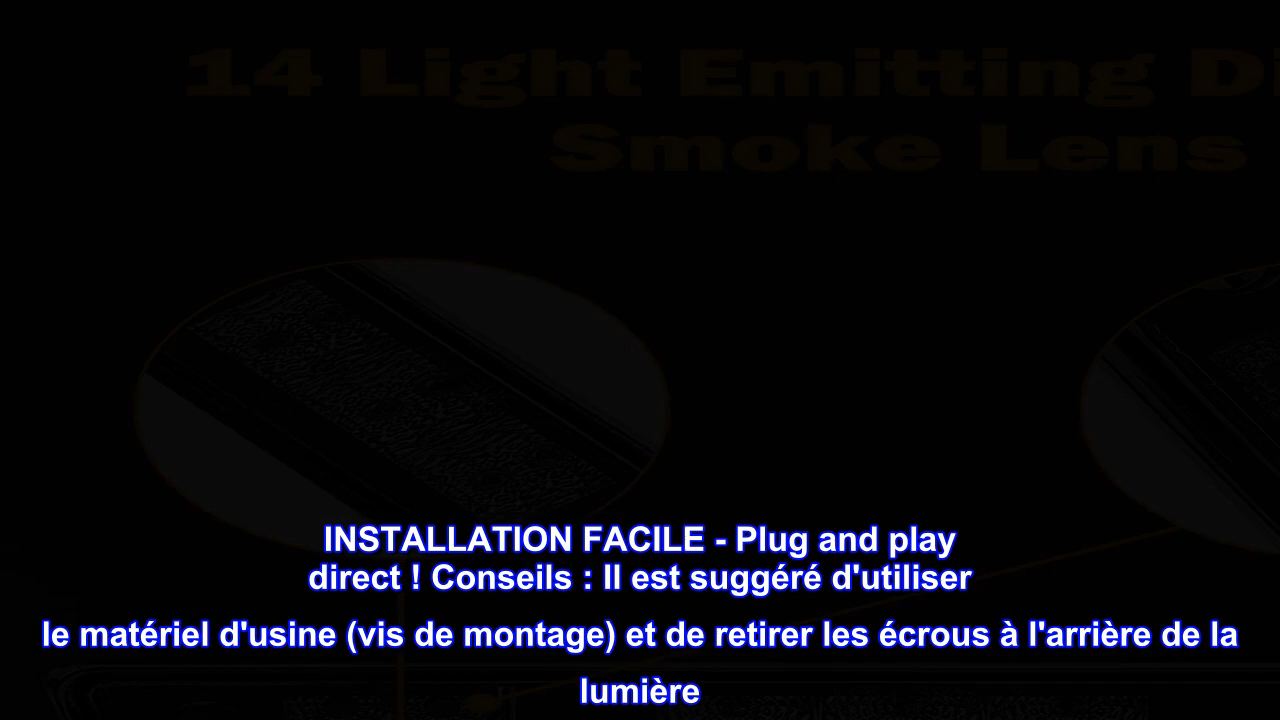 14 Light Emitting D
Smoke Lens
INSTALLATION FACILE - Plug and play
direct ! Conseils : Il est suggéré d'utiliser
le matériel d'usine (vis de montage) et de retirer les écrous à l'arrière de la
lumière